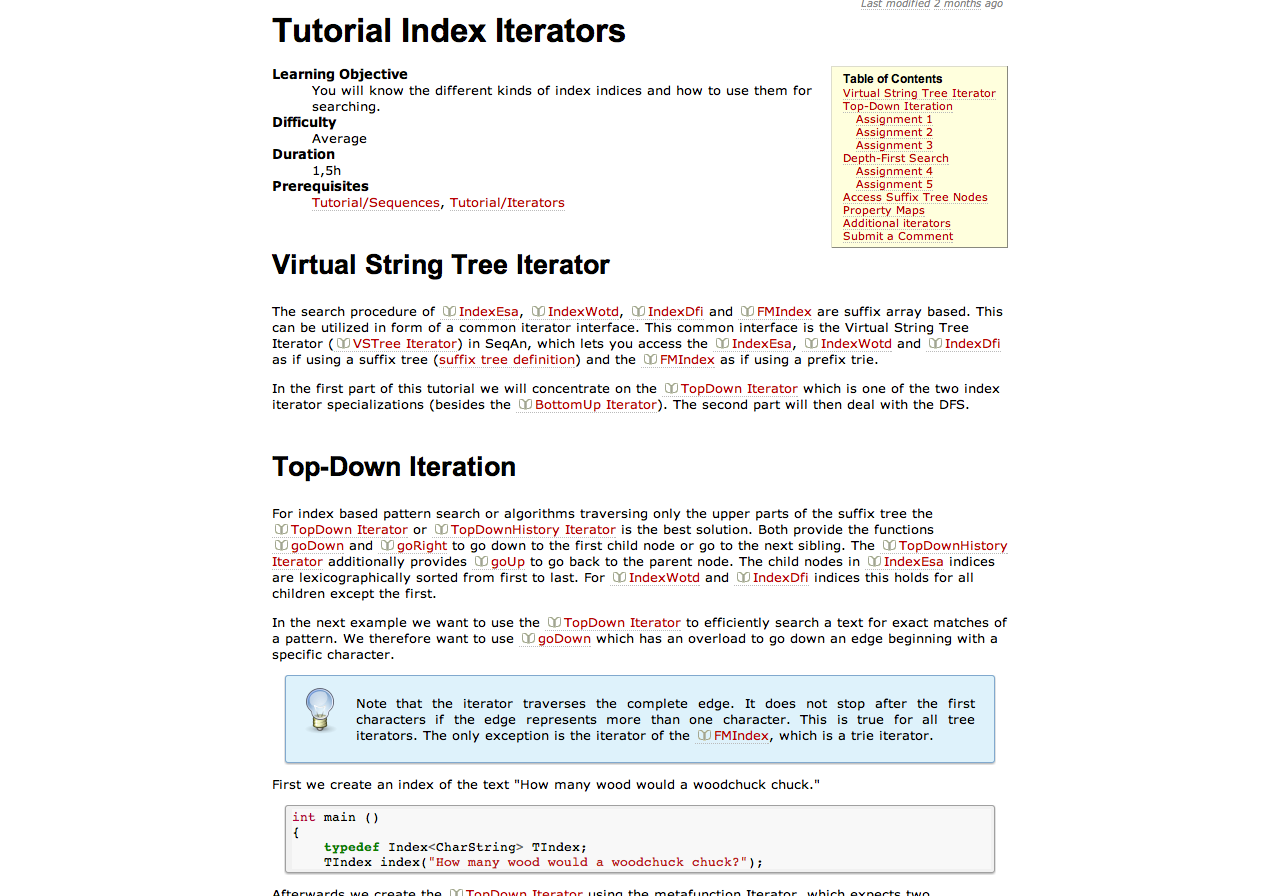 Last modified 2 months ago
Tutorial Index Iterators
Learning Objective
You will know the different kinds of index indices and how to use them for
searching.
Difficulty
Average
Duration
1,5h
Prerequisites
Tutorial/Sequences, Tutorial/Iterators
Table of Contents
Virtual String Tree Iterator
Top-Down Iteration
Assignment 1
Assignment 2
Assignment 3
Depth-First Search
Assignment 4
Assignment 5
Access Suffix Tree Nodes
Property Maps
Additional iterators
Submit a Comment
Virtual String Tree Iterator
The search procedure of IndexEsa, IndexWotd, IndexDfi and FMIndex are suffix array based. This
can be utilized in form of a common iterator interface. This common interface is the Virtual String Tree
Iterator (VSTree Iterator) in SeqAn, which lets you access the IndexEsa, IndexWotd and IndexDfi
as if using a suffix tree (suffix tree definition) and the FMIndex as if using a prefix trie.
In the first part of this tutorial we will concentrate on the TopDown Iterator which is one of the two index
iterator specializations (besides the BottomUp Iterator). The second part will then deal with the DFS.
Top-Down Iteration
For index based pattern search or algorithms traversing only the upper parts of the suffix tree the
TopDown Iterator or TopDownHistory Iterator is the best solution. Both provide the functions
goDown and goRight to go down to the first child node or go to the next sibling. The TopDownHistory
Iterator additionally provides goUp to go back to the parent node. The child nodes in IndexEsa indices
are lexicographically sorted from first to last. For IndexWotd and IndexDfi indices this holds for all
children except the first.
In the next example we want to use the TopDown Iterator to efficiently search a text for exact matches of
a pattern. We therefore want to use goDown which has an overload to go down an edge beginning with a
specific character.
Note that the iterator traverses the complete edge. It does not stop after the first
characters if the edge represents more than one character. This is true for all tree
iterators. The only exception is the iterator of the FMIndex, which is a trie iterator.
First we create an index of the text "How many wood would a woodchuck chuck."
int main ()
{
typedef Index<CharString> TIndex;
TIndex index("How many wood would a woodchuck chuck?");
Afterwards we create the TopDown Iterator using the metafunction Iterator, which expects two